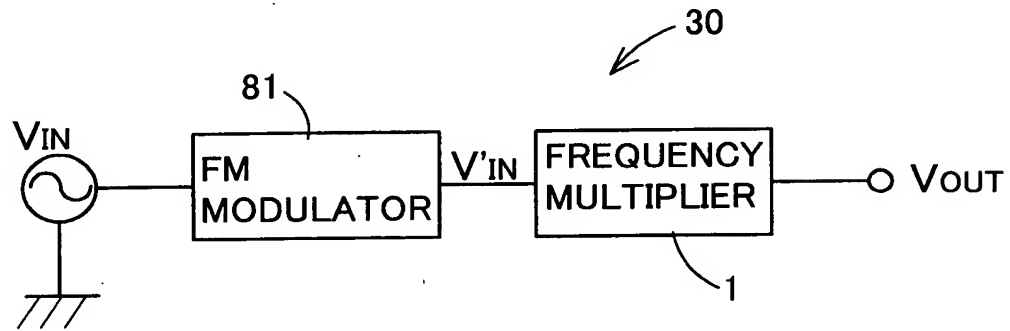 30
81
VIN
FM
MODULATOR
V'IN
FREQUENCY
MULTIPLIER
VOUT
1